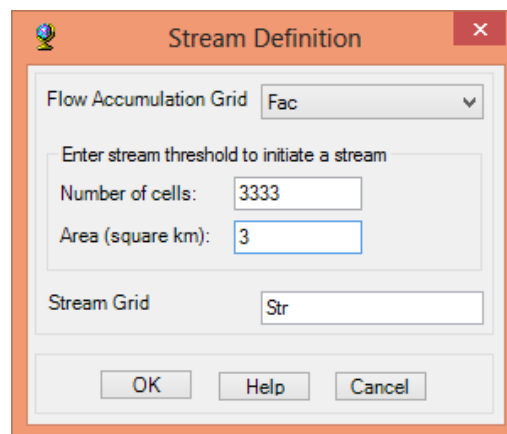 Stream Definition
Flow Accumulation Grid Fac
Enter stream threshold to initiate a stream
Number of cells: 3333
Area (square km): 3
Stream Grid Str
OK Help Cancel